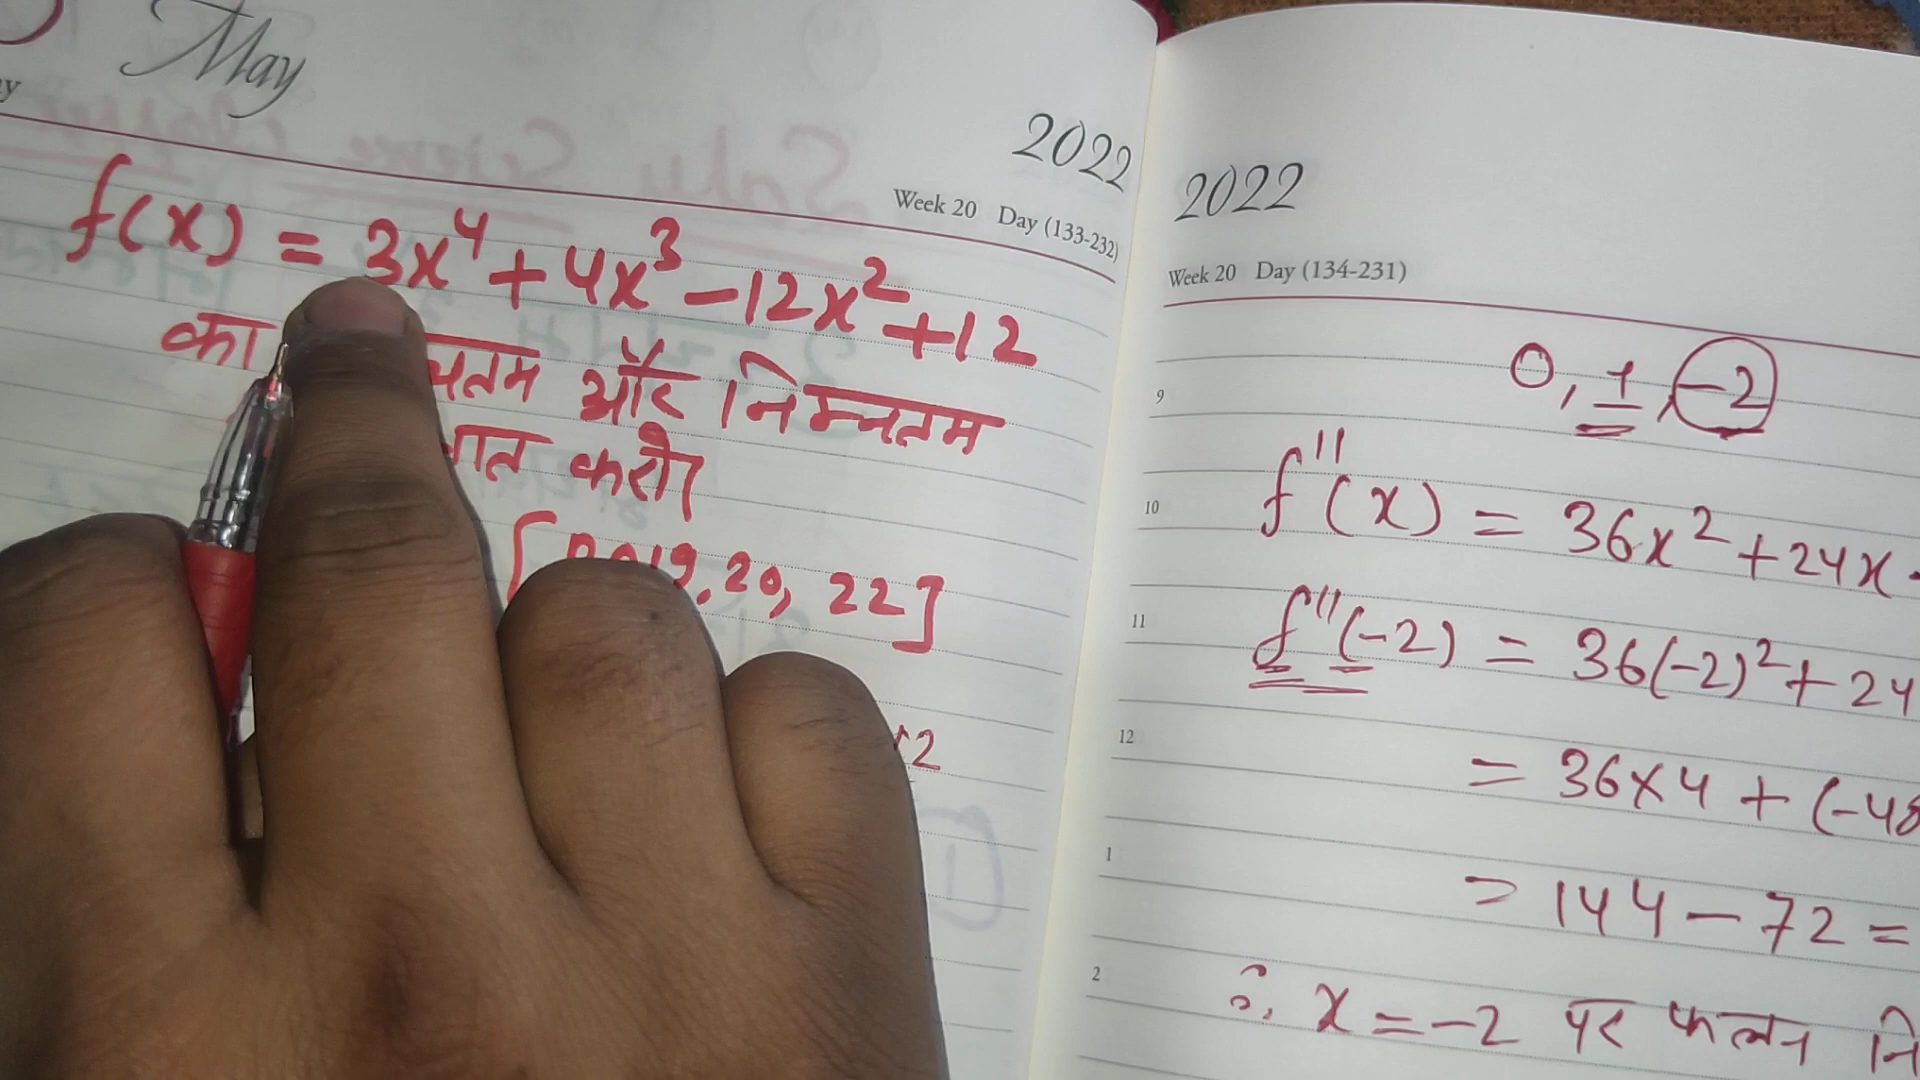 May
2022
Week 20 Day (133-232)
f(x) = 3x⁴ + 4x³ - 12x² + 12
का और निम्नतम
करो।
20, 22]
2022
Week 20 Day (134-231)
0, 1, -2
9
f''(x) = 36x² + 24x -
10
f''(-2) = 36(-2)² + 24
11
= 36x4 + (-48
12
= 144 - 72 =
1
∴ x = -2 पर फलन नि
2